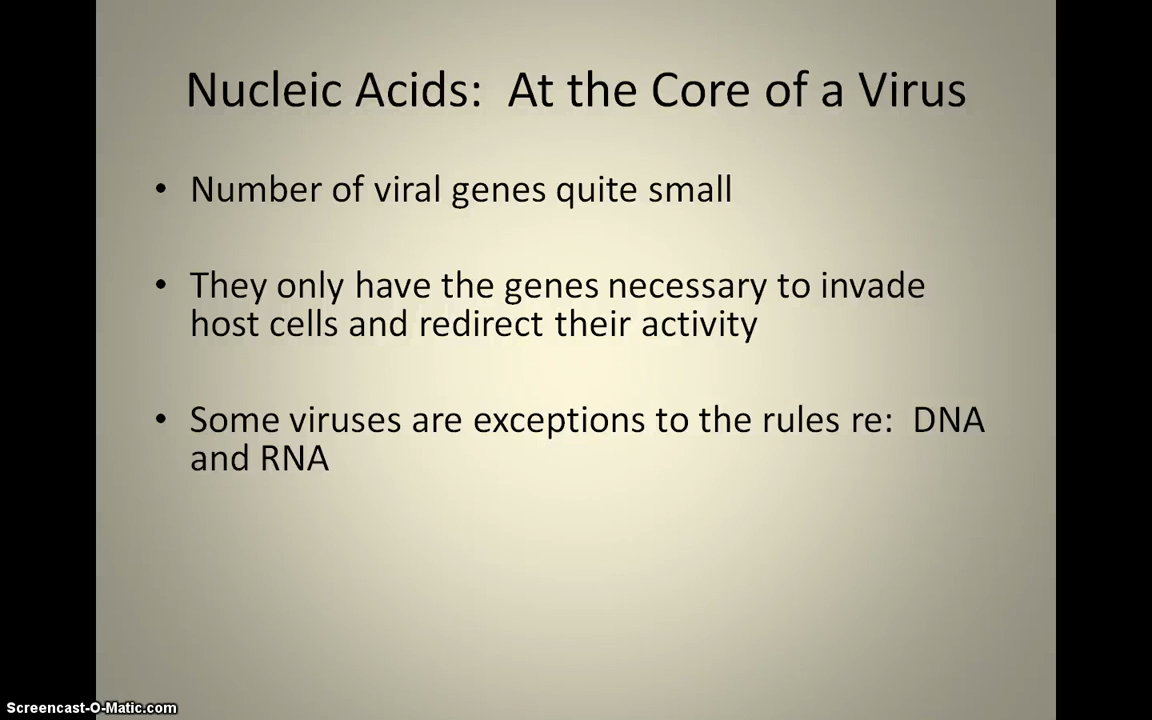 Nucleic Acids:  At the Core of a Virus
• Number of viral genes quite small
• They only have the genes necessary to invade
host cells and redirect their activity
• Some viruses are exceptions to the rules re:  DNA
and RNA
Screencast-O-Matic.com